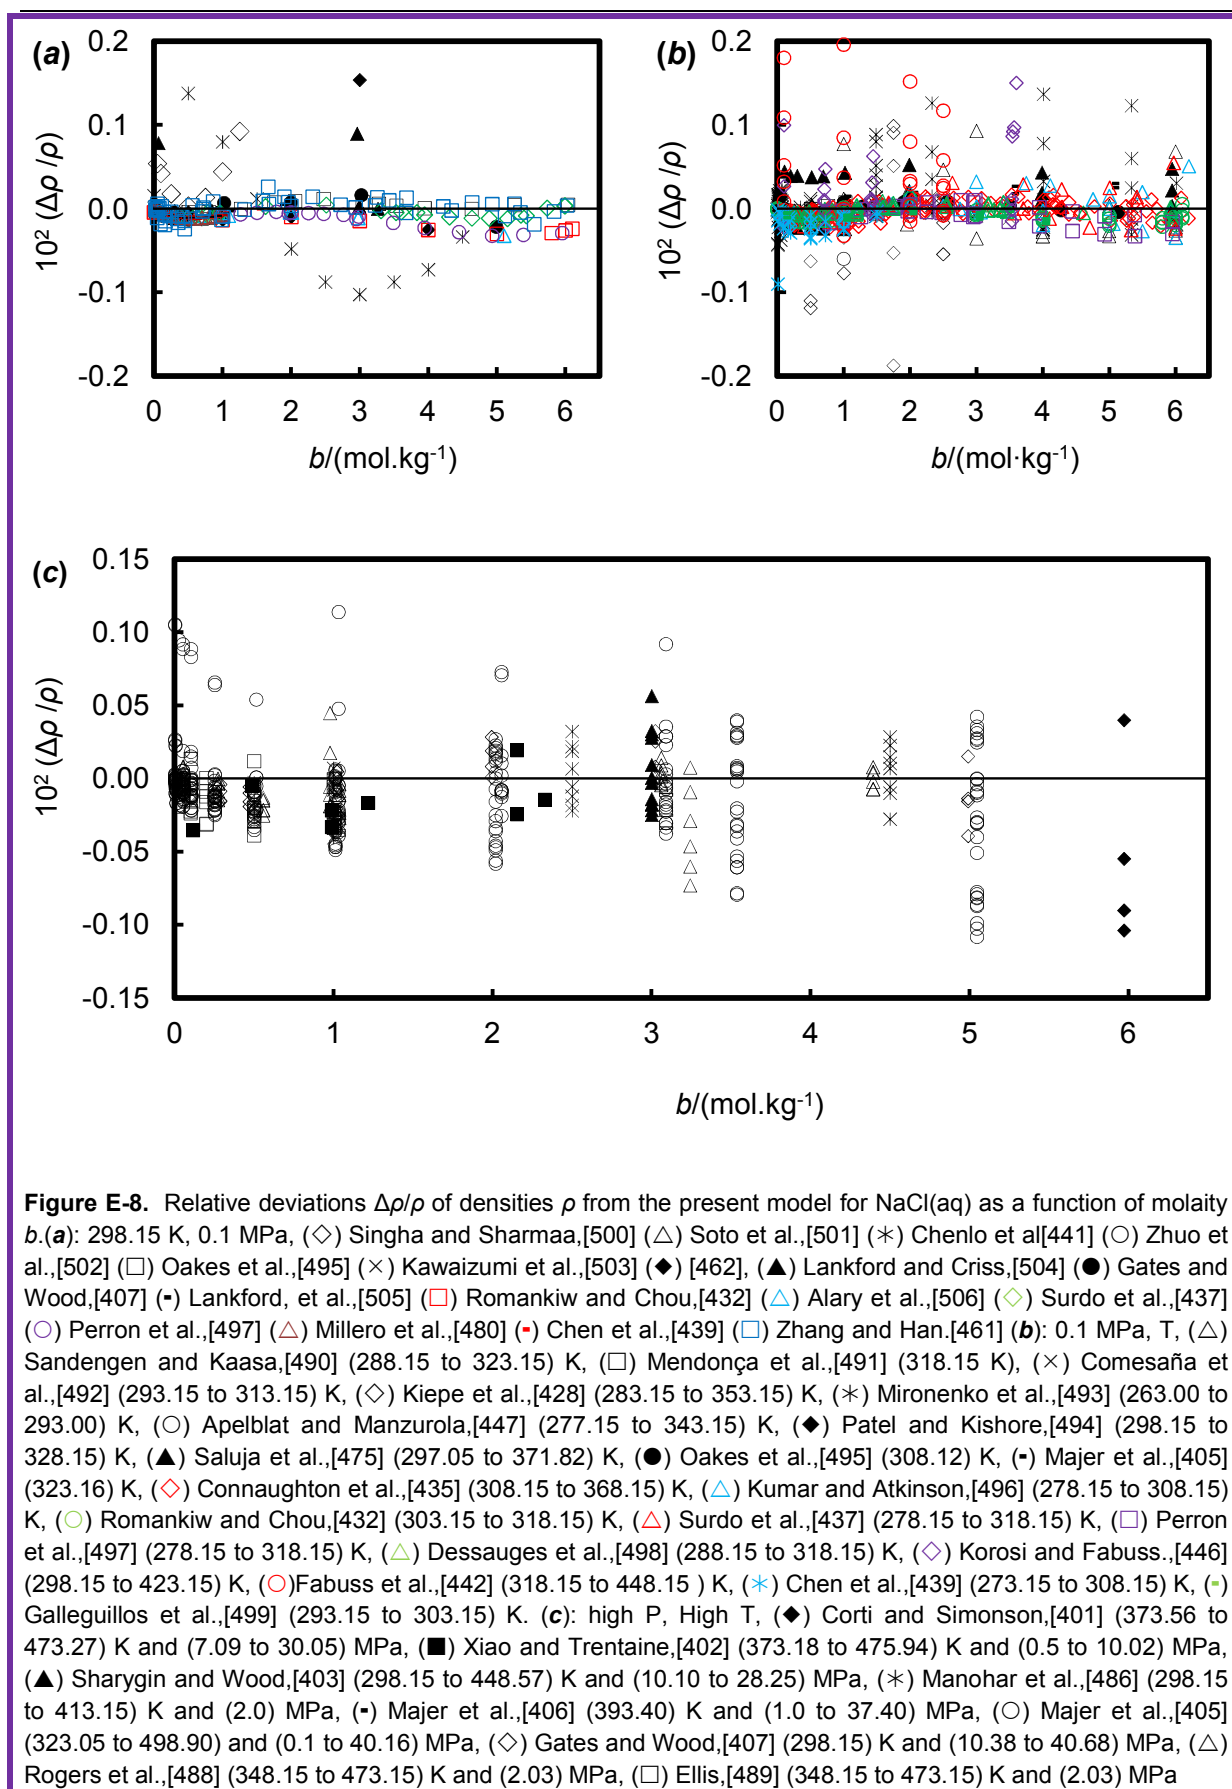 (a)
0.2
0.1
0.0
-0.1
-0.2
10² (Δρ /ρ)
0 1 2 3 4 5 6
b/(mol.kg⁻¹)
(b)
0.2
0.1
0.0
-0.1
-0.2
10² (Δρ /ρ)
0 1 2 3 4 5 6
b/(mol·kg⁻¹)
(c)
0.15
0.10
0.05
0.00
-0.05
-0.10
-0.15
10² (Δρ /ρ)
0 1 2 3 4 5 6
b/(mol.kg⁻¹)
Figure E-8. Relative deviations Δρ/ρ of densities ρ from the present model for NaCl(aq) as a function of molaity
b.(a): 298.15 K, 0.1 MPa, (◇) Singha and Sharmaa,[500] (△) Soto et al.,[501] (✳) Chenlo et al[441] (○) Zhuo et
al.,[502] (□) Oakes et al.,[495] (×) Kawaizumi et al.,[503] (◆) [462], (▲) Lankford and Criss,[504] (●) Gates and
Wood,[407] (-) Lankford, et al.,[505] (□) Romankiw and Chou,[432] (△) Alary et al.,[506] (◇) Surdo et al.,[437]
(○) Perron et al.,[497] (△) Millero et al.,[480] (-) Chen et al.,[439] (□) Zhang and Han.[461] (b): 0.1 MPa, T, (△)
Sandengen and Kaasa,[490] (288.15 to 323.15) K, (□) Mendonça et al.,[491] (318.15 K), (×) Comesaña et
al.,[492] (293.15 to 313.15) K, (◇) Kiepe et al.,[428] (283.15 to 353.15) K, (✳) Mironenko et al.,[493] (263.00 to
293.00) K, (○) Apelblat and Manzurola,[447] (277.15 to 343.15) K, (◆) Patel and Kishore,[494] (298.15 to
328.15) K, (▲) Saluja et al.,[475] (297.05 to 371.82) K, (●) Oakes et al.,[495] (308.12) K, (-) Majer et al.,[405]
(323.16) K, (◇) Connaughton et al.,[435] (308.15 to 368.15) K, (△) Kumar and Atkinson,[496] (278.15 to 308.15)
K, (○) Romankiw and Chou,[432] (303.15 to 318.15) K, (△) Surdo et al.,[437] (278.15 to 318.15) K, (□) Perron
et al.,[497] (278.15 to 318.15) K, (△) Dessauges et al.,[498] (288.15 to 318.15) K, (◇) Korosi and Fabuss.,[446]
(298.15 to 423.15) K, (○)Fabuss et al.,[442] (318.15 to 448.15 ) K, (✳) Chen et al.,[439] (273.15 to 308.15) K, (-)
Galleguillos et al.,[499] (293.15 to 303.15) K. (c): high P, High T, (◆) Corti and Simonson,[401] (373.56 to
473.27) K and (7.09 to 30.05) MPa, (■) Xiao and Trentaine,[402] (373.18 to 475.94) K and (0.5 to 10.02) MPa,
(▲) Sharygin and Wood,[403] (298.15 to 448.57) K and (10.10 to 28.25) MPa, (✳) Manohar et al.,[486] (298.15
to 413.15) K and (2.0) MPa, (-) Majer et al.,[406] (393.40) K and (1.0 to 37.40) MPa, (○) Majer et al.,[405]
(323.05 to 498.90) and (0.1 to 40.16) MPa, (◇) Gates and Wood,[407] (298.15) K and (10.38 to 40.68) MPa, (△)
Rogers et al.,[488] (348.15 to 473.15) K and (2.03) MPa, (□) Ellis,[489] (348.15 to 473.15) K and (2.03) MPa